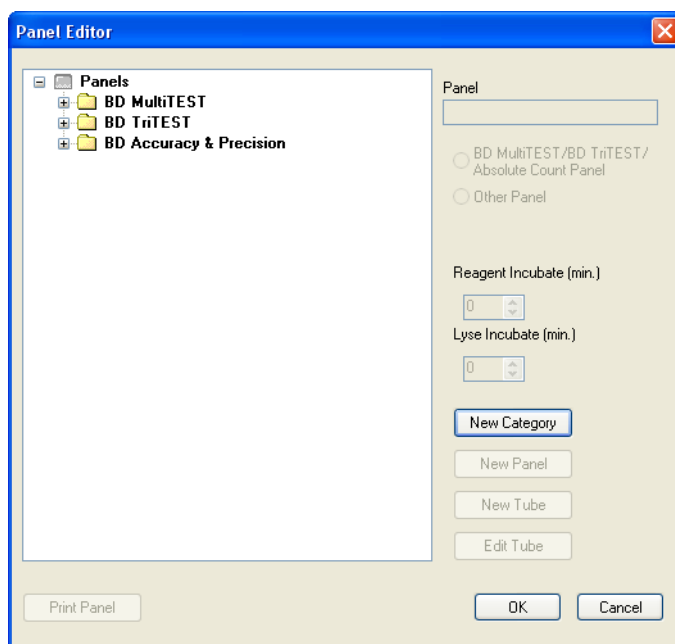 Panel Editor
Panels
BD MultiTEST
BD TriTEST
BD Accuracy & Precision
Panel
BD MultiTEST/BD TriTEST/
Absolute Count Panel
Other Panel
Reagent Incubate (min.)
0
Lyse Incubate (min.)
0
New Category
New Panel
New Tube
Edit Tube
Print Panel
OK
Cancel